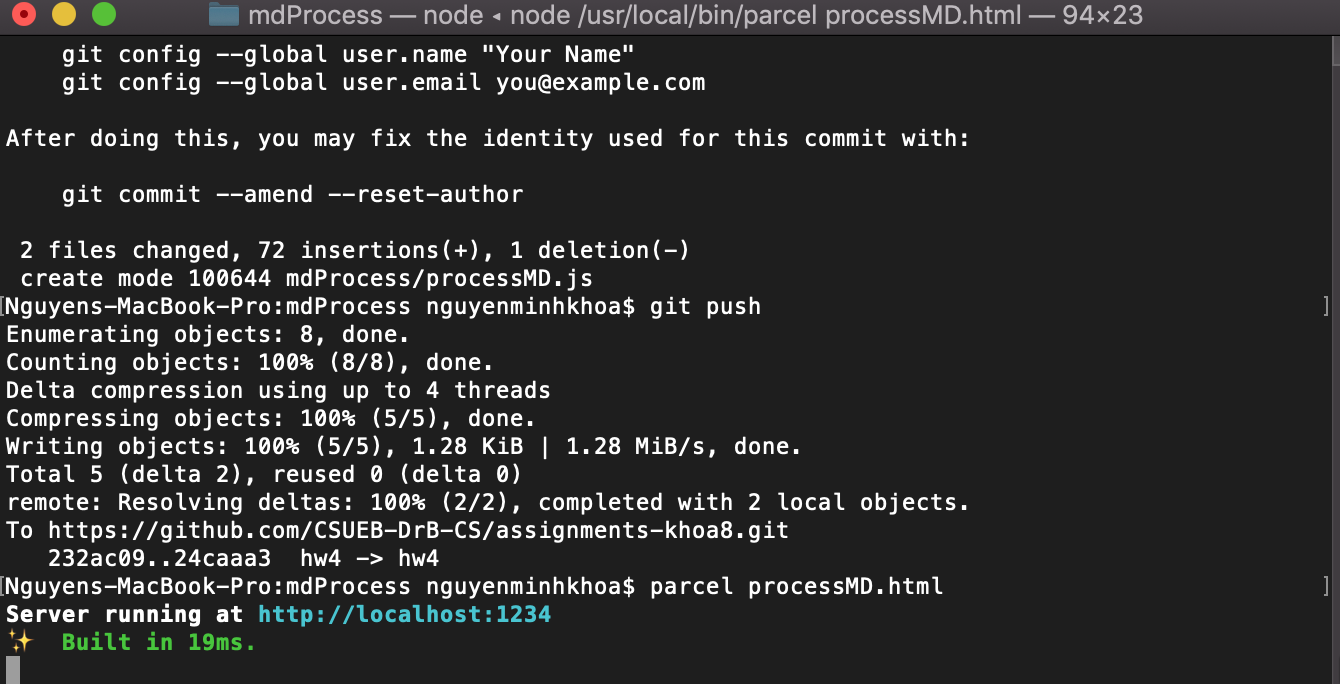 mdProcess — node ◂ node /usr/local/bin/parcel processMD.html — 94×23
    git config --global user.name "Your Name"
    git config --global user.email you@example.com
After doing this, you may fix the identity used for this commit with:
    git commit --amend --reset-author
 2 files changed, 72 insertions(+), 1 deletion(-)
 create mode 100644 mdProcess/processMD.js
[Nguyens-MacBook-Pro:mdProcess nguyenminhkhoa$ git push ]
Enumerating objects: 8, done.
Counting objects: 100% (8/8), done.
Delta compression using up to 4 threads
Compressing objects: 100% (5/5), done.
Writing objects: 100% (5/5), 1.28 KiB | 1.28 MiB/s, done.
Total 5 (delta 2), reused 0 (delta 0)
remote: Resolving deltas: 100% (2/2), completed with 2 local objects.
To https://github.com/CSUEB-DrB-CS/assignments-khoa8.git
   232ac09..24caaa3  hw4 -> hw4
[Nguyens-MacBook-Pro:mdProcess nguyenminhkhoa$ parcel processMD.html ]
Server running at http://localhost:1234
✨  Built in 19ms.